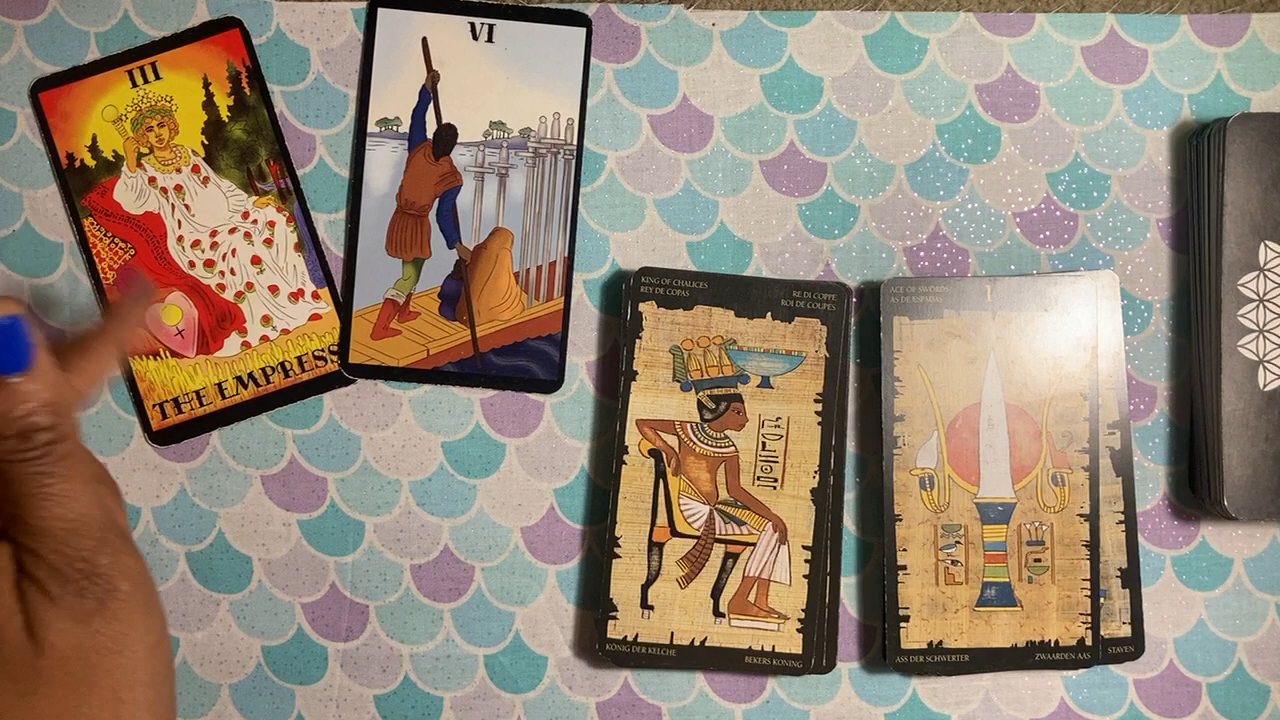 III
THE EMPRESS
VI
KING OF CHALICES
REY DE COPAS
RE DI COPPE
ROI DE COUPES
KÖNIG DER KELCHE
BEKERS KONING
ACE OF SWORDS
AS DE ESPADAS
I
ASS DER SCHWERTER
ZWAARDEN AAS
STAVEN